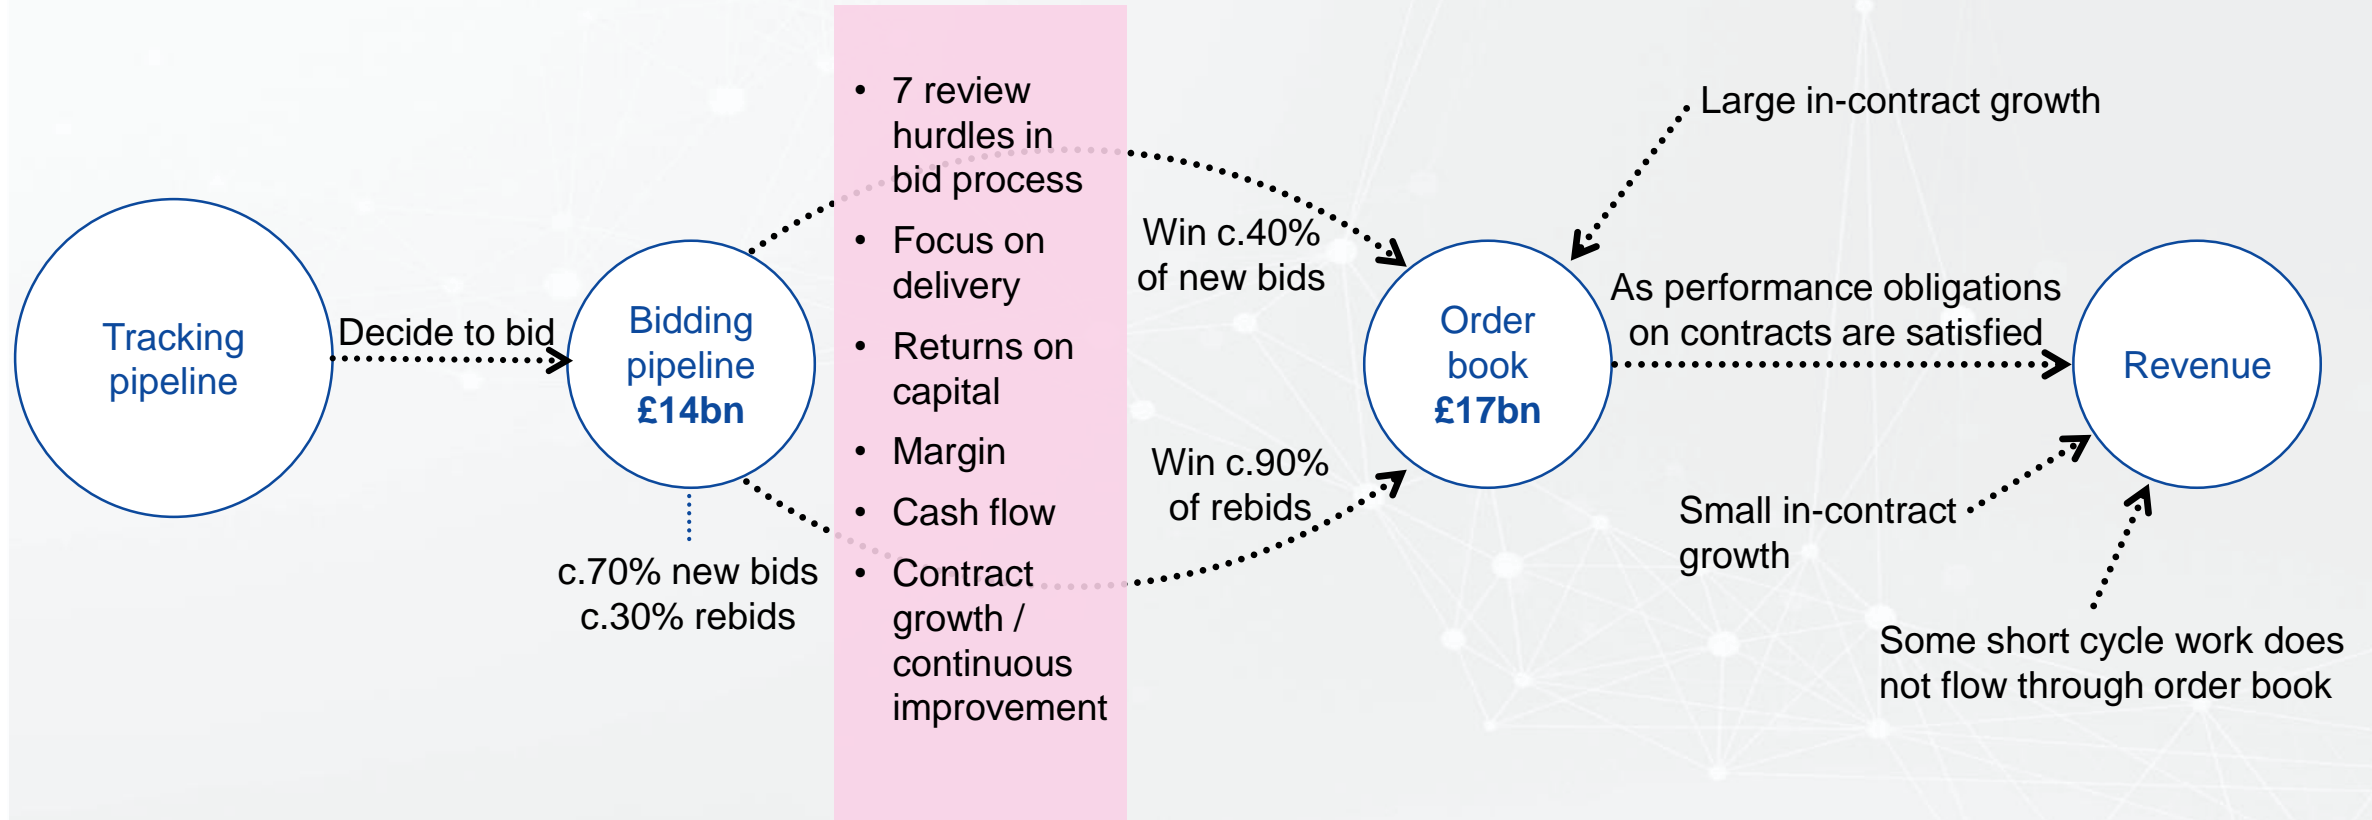 Tracking
pipeline
Decide to bid
Bidding
pipeline
£14bn
c.70% new bids
c.30% rebids
• 7 review
hurdles in
bid process
• Focus on
delivery
• Returns on
capital
• Margin
• Cash flow
• Contract
growth /
continuous
improvement
Win c.40%
of new bids
Win c.90%
of rebids
Order
book
£17bn
Large in-contract growth
As performance obligations
on contracts are satisfied
Revenue
Small in-contract
growth
Some short cycle work does
not flow through order book